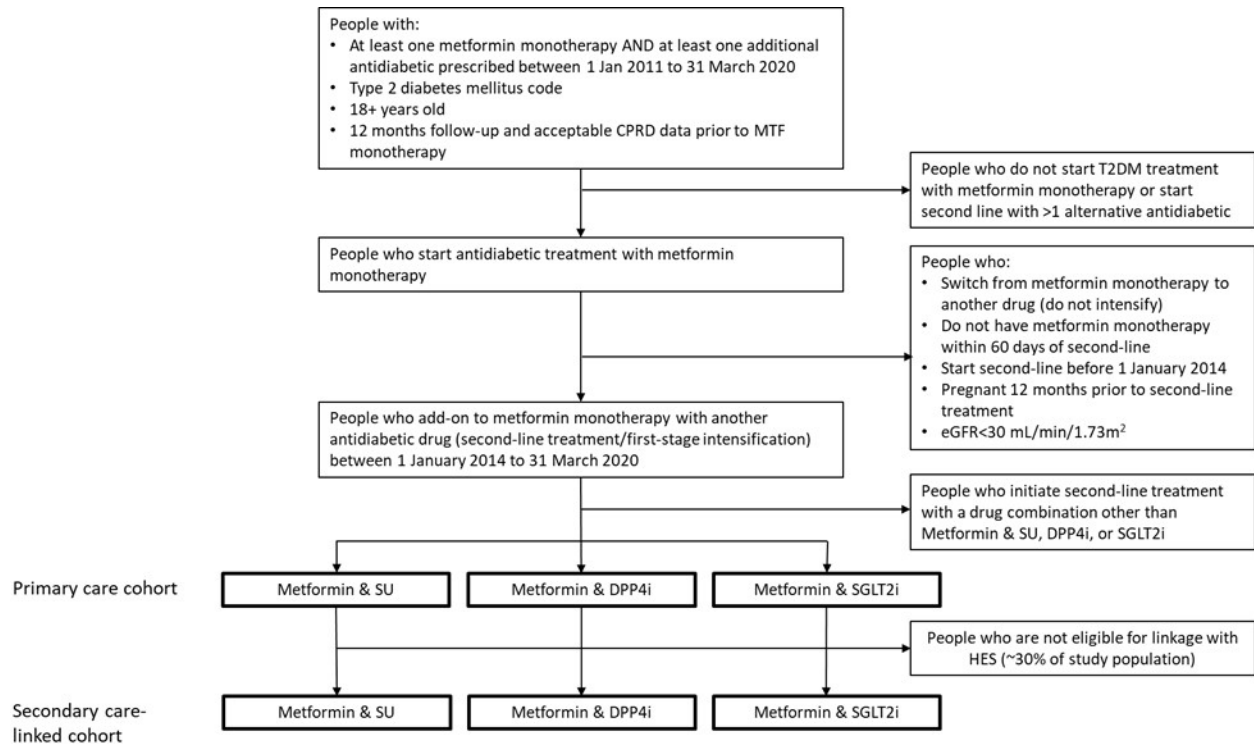 People with:
• At least one metformin monotherapy AND at least one additional
antidiabetic prescribed between 1 Jan 2011 to 31 March 2020
• Type 2 diabetes mellitus code
• 18+ years old
• 12 months follow-up and acceptable CPRD data prior to MTF
monotherapy
People who do not start T2DM treatment
with metformin monotherapy or start
second line with >1 alternative antidiabetic
People who start antidiabetic treatment with metformin
monotherapy
People who:
• Switch from metformin monotherapy to
another drug (do not intensify)
• Do not have metformin monotherapy
within 60 days of second-line
• Start second-line before 1 January 2014
• Pregnant 12 months prior to second-line
treatment
• eGFR<30 mL/min/1.73m²
People who add-on to metformin monotherapy with another
antidiabetic drug (second-line treatment/first-stage intensification)
between 1 January 2014 to 31 March 2020
People who initiate second-line treatment
with a drug combination other than
Metformin & SU, DPP4i, or SGLT2i
Primary care cohort
Metformin & SU
Metformin & DPP4i
Metformin & SGLT2i
People who are not eligible for linkage with
HES (~30% of study population)
Secondary care-
linked cohort
Metformin & SU
Metformin & DPP4i
Metformin & SGLT2i